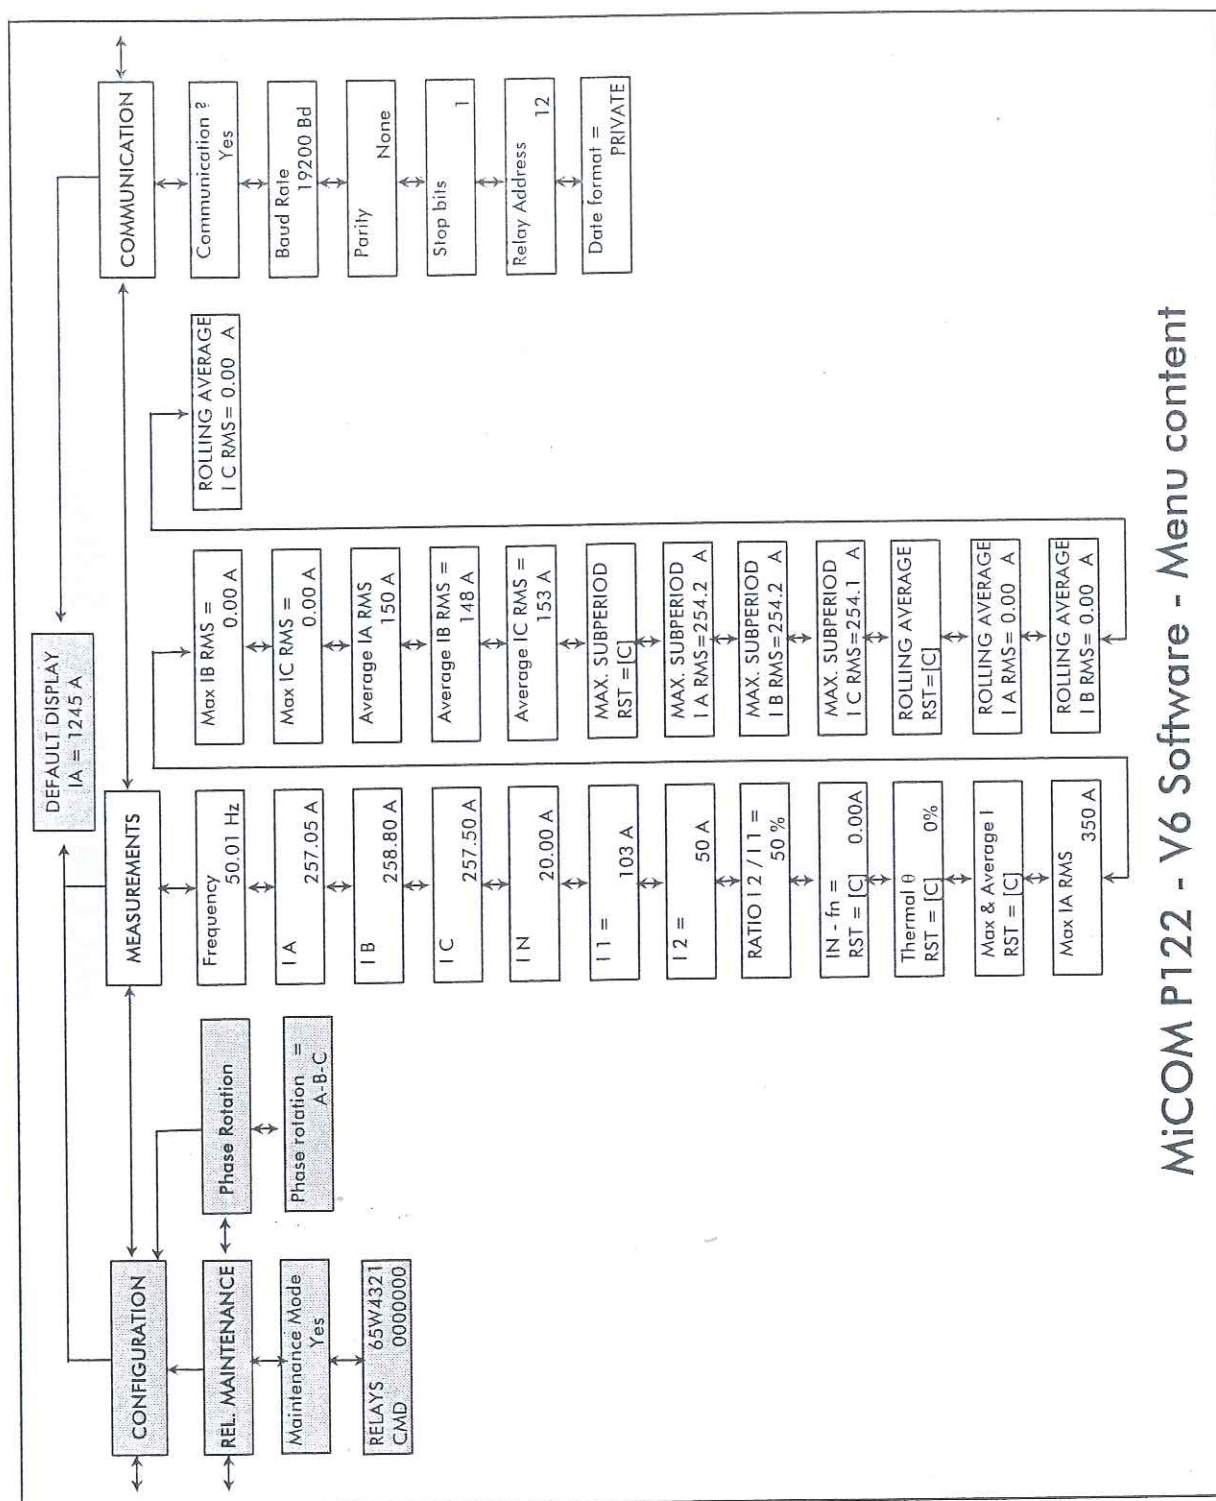 DEFAULT DISPLAY
IA = 1245 A
CONFIGURATION
REL. MAINTENANCE
Maintenance Mode
Yes
RELAYS 65W4321
CMD 0000000
Phase Rotation
Phase rotation =
A-B-C
MEASUREMENTS
Frequency
50.01 Hz
I A
257.05 A
I B
258.80 A
I C
257.50 A
I N
20.00 A
I 1 =
103 A
I 2 =
50 A
RATIO I 2 / I 1 =
50 %
IN - fn =
RST = [C] 0.00A
Thermal θ
RST = [C] 0%
Max & Average I
RST = [C]
Max IA RMS
350 A
Max IB RMS =
0.00 A
Max IC RMS =
0.00 A
Average IA RMS
150 A
Average IB RMS =
148 A
Average IC RMS =
153 A
MAX. SUBPERIOD
RST =[C]
MAX. SUBPERIOD
I A RMS=254.2 A
MAX. SUBPERIOD
I B RMS=254.2 A
MAX. SUBPERIOD
I C RMS=254.1 A
ROLLING AVERAGE
RST=[C]
ROLLING AVERAGE
I A RMS= 0.00 A
ROLLING AVERAGE
I B RMS= 0.00 A
ROLLING AVERAGE
I C RMS= 0.00 A
COMMUNICATION
Communication ?
Yes
Baud Rate
19200 Bd
Parity
None
Stop bits
1
Relay Address
12
Date format =
PRIVATE
MiCOM P122 - V6 Software - Menu content